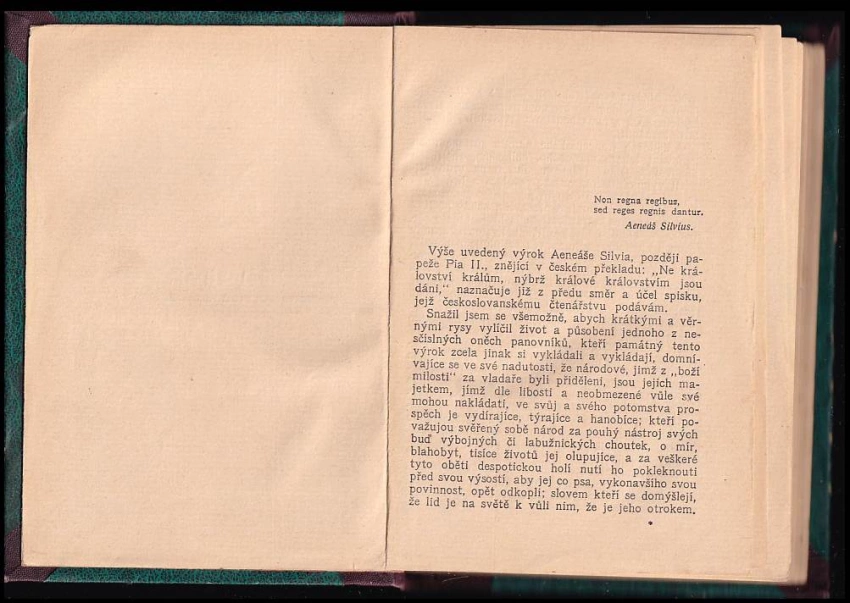 Non regna regibus,
sed reges regnis dantur.
Aeneáš Silvius.
Výše uvedený výrok Aeneáše Silvia, později pa-
peže Pia II., znějící v českém překladu: „Ne krá-
lovství králům, nýbrž králové královstvím jsou
dáni,“ naznačuje již z předu směr a účel spisku,
jejž československanskému čtenářstvu podávám.
Snažil jsem se všemožně, abych krátkými a věr-
nými rysy vylíčil život a působení jednoho z ne-
sčíslných oněch panovníků, kteří památný tento
výrok zcela jinak si vykládali a vykládají, domní-
vajíce se ve své nadutosti, že národové, jimž z „boží
milosti“ za vladaře byli přiděleni, jsou jejich ma-
jetkem, jímž dle libosti a neobmezené vůle své
mohou nakládati, ve svůj a svého potomstva pro-
spěch je vydírajíce, týrajíce a hanobíce; kteří po-
važujou svěřený sobě národ za pouhý nástroj svých
buď výbojných či labužnických choutek, o mír,
blahobyt, tisíce životů jej olupujíce, a za veškeré
tyto oběti despotickou holí nutí ho pokleknouti
před svou výsostí, aby jej co psa, vykonavšího svou
povinnost, opět odkopli; slovem kteří se domýšlejí,
že lid je na světě k vůli nim, že je jeho otrokem.